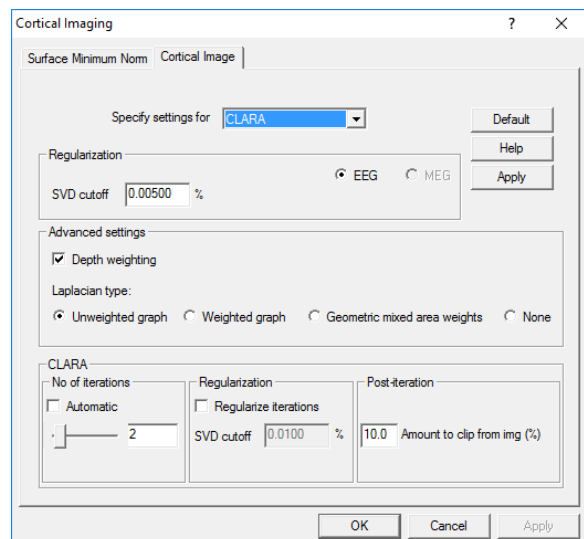 Cortical Imaging ? ×
Surface Minimum Norm Cortical Image
Specify settings for CLARA Default
Help
Regularization
EEG MEG Apply
SVD cutoff 0.00500 %
Advanced settings
Depth weighting
Laplacian type:
Unweighted graph Weighted graph Geometric mixed area weights None
CLARA
No of iterations Regularization Post-iteration
Automatic Regularize iterations
2 SVD cutoff 0.0100 % 10.0 Amount to clip from img (%)
OK Cancel Apply